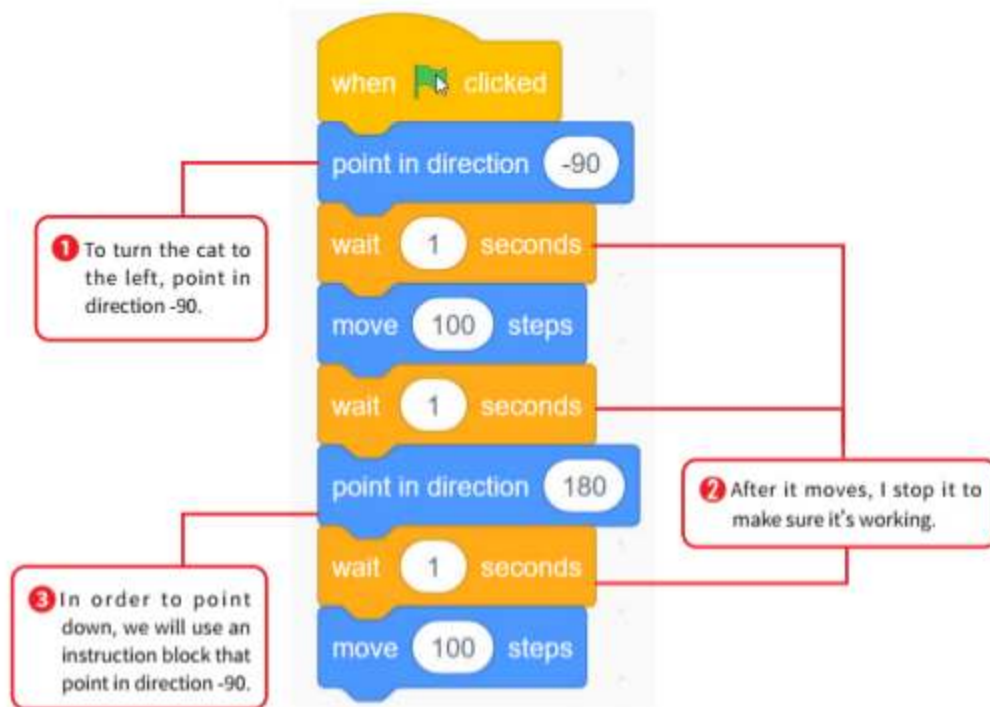 when clicked
point in direction -90
wait 1 seconds
move 100 steps
wait 1 seconds
point in direction 180
wait 1 seconds
move 100 steps
1 To turn the cat to
the left, point in
direction -90.
2 After it moves, I stop it to
make sure it's working.
3 In order to point
down, we will use an
instruction block that
point in direction -90.